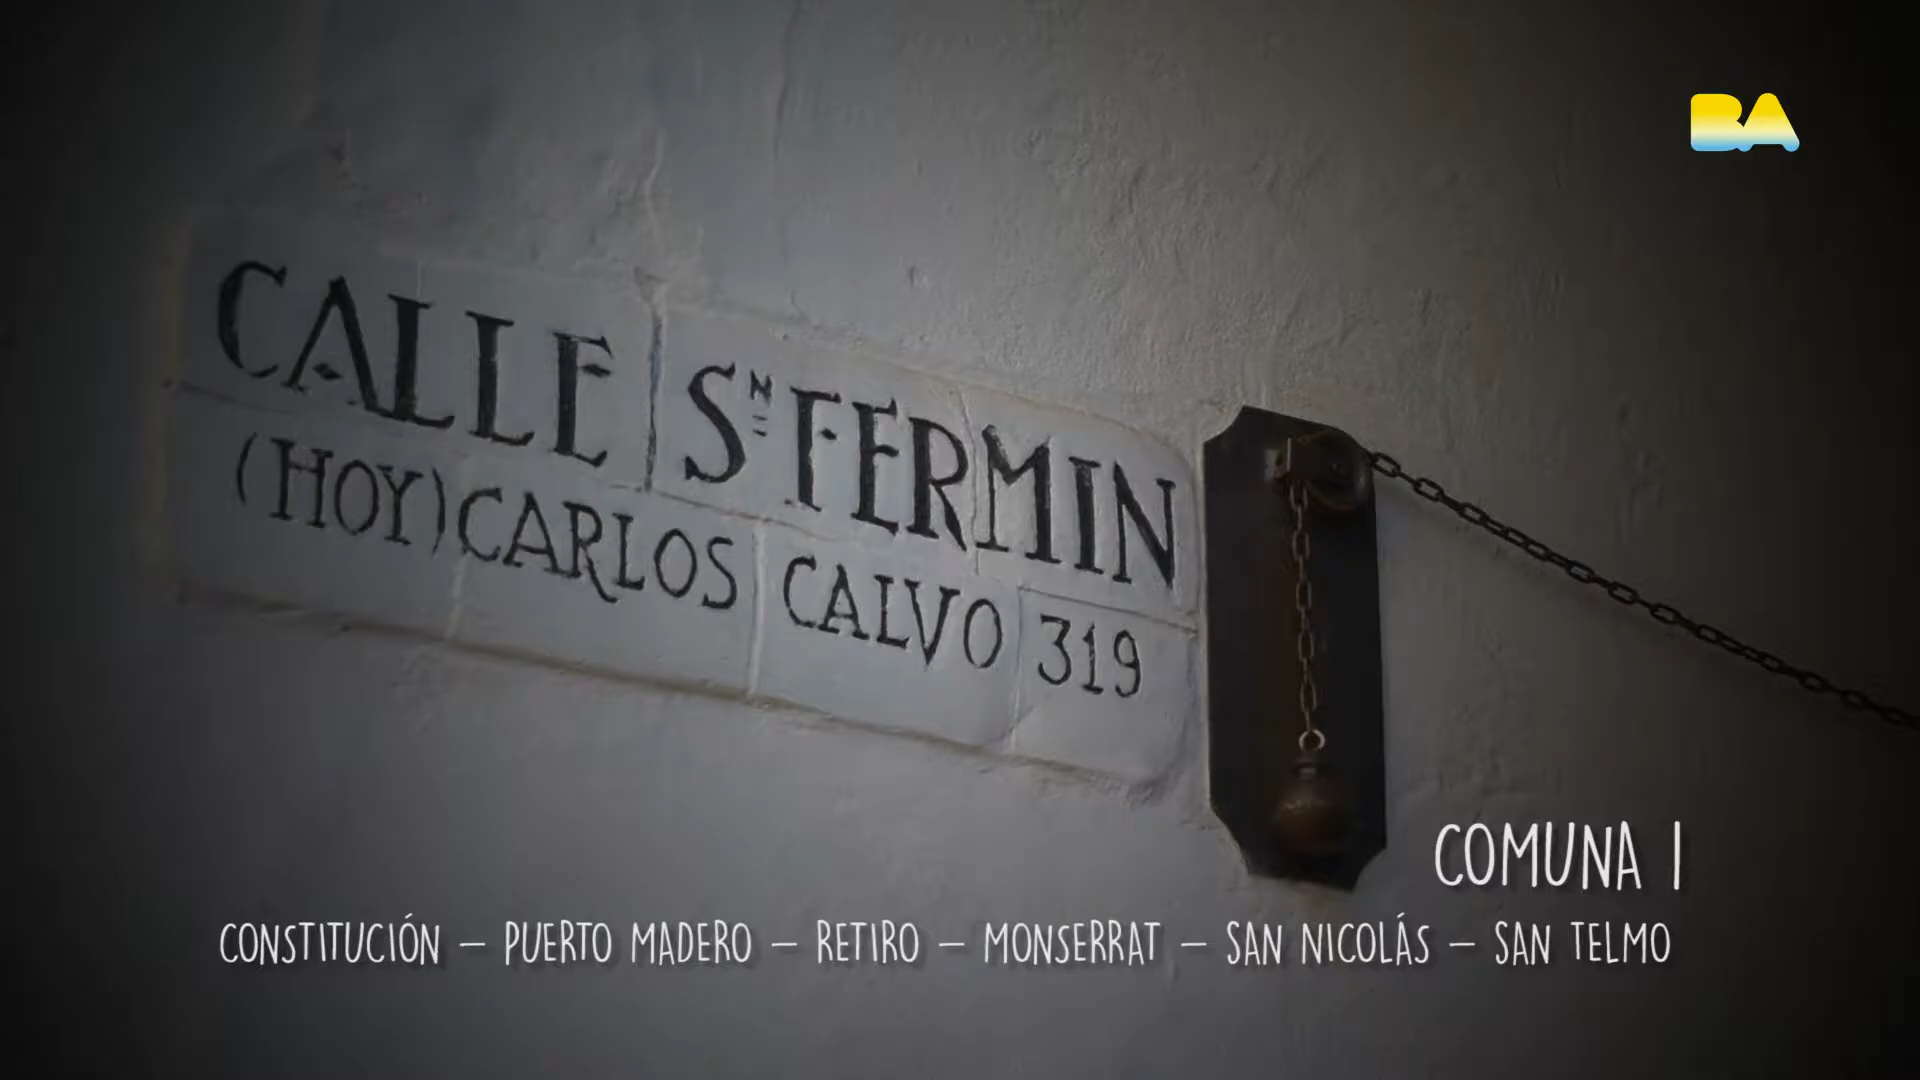 BA
CALLE Sᴺ FERMIN
(HOY) CARLOS CALVO 319
COMUNA 1
CONSTITUCIÓN – PUERTO MADERO – RETIRO – MONSERRAT – SAN NICOLÁS – SAN TELMO